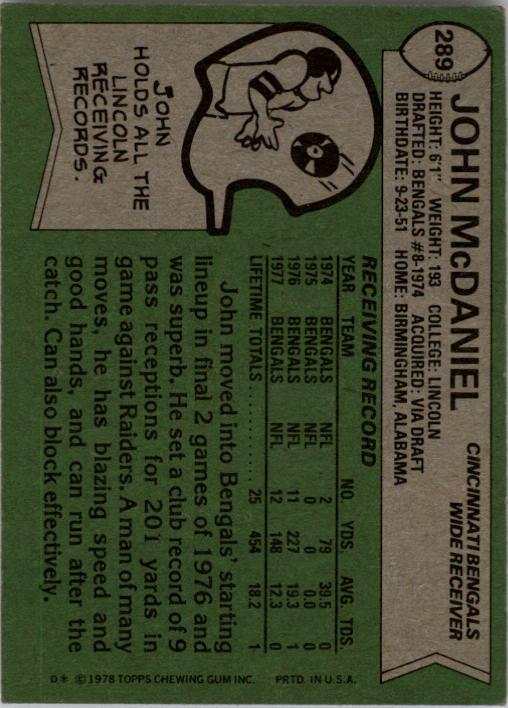 289
JOHN McDANIEL
CINCINNATI BENGALS
WIDE RECEIVER
HEIGHT: 6'1" WEIGHT: 193 COLLEGE: LINCOLN
DRAFTED: BENGALS #8-1974 ACQUIRED: VIA DRAFT
BIRTHDATE: 9-23-51 HOME: BIRMINGHAM, ALABAMA
RECEIVING RECORD
YEAR TEAM NO. YDS. AVG. TDS.
1974 BENGALS NFL 2 79 39.5 0
1975 BENGALS NFL 0 0 0.0 0
1976 BENGALS NFL 11 227 19.3 1
1977 BENGALS NFL 12 148 12.3 0
LIFETIME TOTALS .......... 25 454 18.2 1
John moved into Bengals' starting
lineup in final 2 games of 1976 and
was superb. He set a club record of 9
pass receptions for 201 yards in
game against Raiders. A man of many
moves, he has blazing speed and
good hands, and can run after the
catch. Can also block effectively.
JOHN
HOLDS ALL THE
LINCOLN
RECEIVING
RECORDS.
D* ©1978 TOPPS CHEWING GUM INC. PRTD. IN U.S.A.